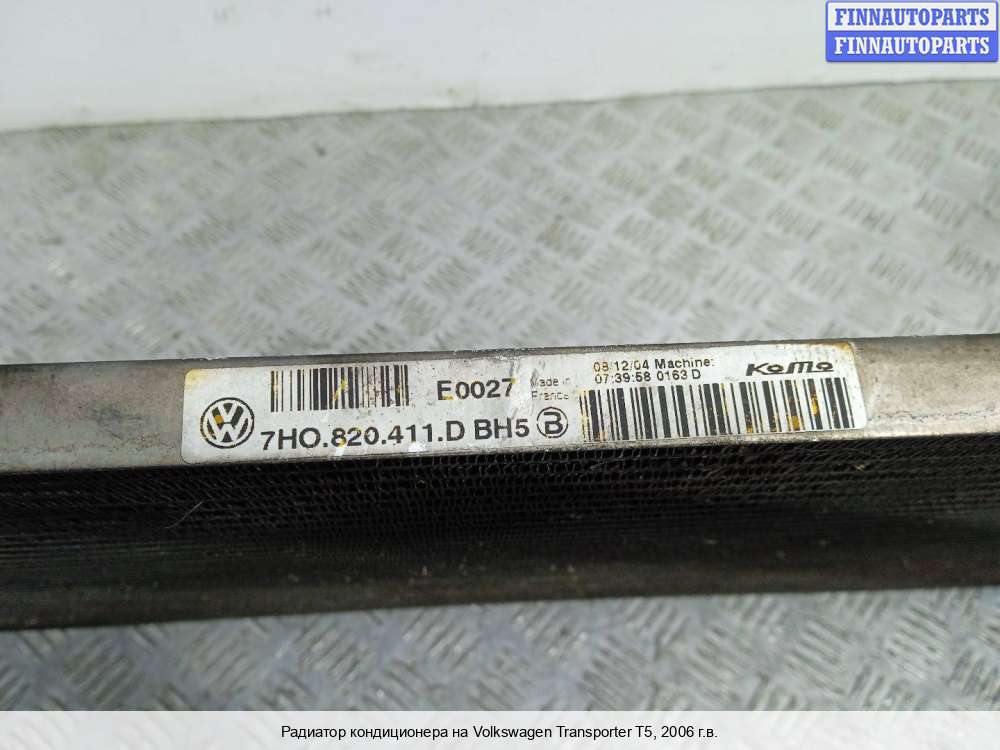 FINNAUTOPARTS
FINNAUTOPARTS
E0027
Made in
France
08/12/04 Machine:
07:39:58 0163 D
KoMo
7HO.820.411.D BH5 B
Радиатор кондиционера на Volkswagen Transporter T5, 2006 г.в.